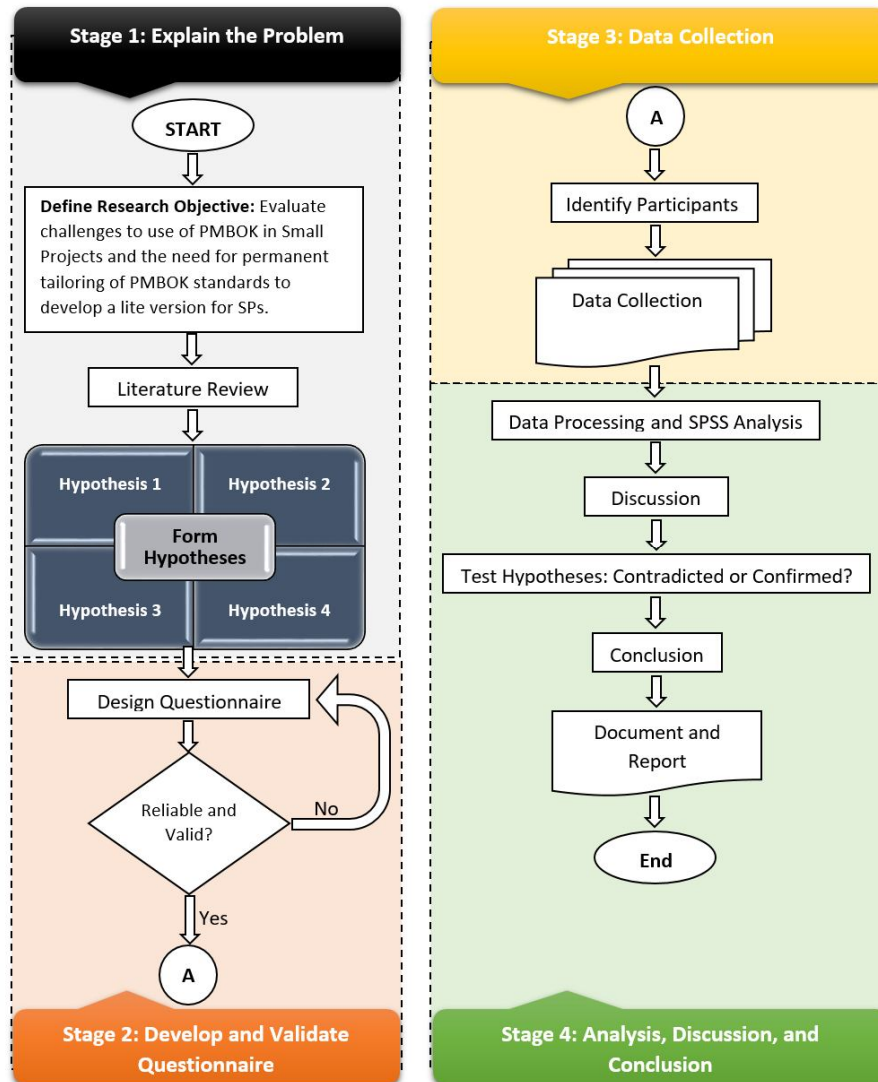 Stage 1: Explain the Problem
START
Define Research Objective: Evaluate
challenges to use of PMBOK in Small
Projects and the need for permanent
tailoring of PMBOK standards to
develop a lite version for SPs.
Literature Review
Hypothesis 1
Hypothesis 2
Form
Hypotheses
Hypothesis 3
Hypothesis 4
Design Questionnaire
Reliable and
Valid?
No
Yes
A
Stage 2: Develop and Validate
Questionnaire
Stage 3: Data Collection
A
Identify Participants
Data Collection
Data Processing and SPSS Analysis
Discussion
Test Hypotheses: Contradicted or Confirmed?
Conclusion
Document and
Report
End
Stage 4: Analysis, Discussion, and
Conclusion